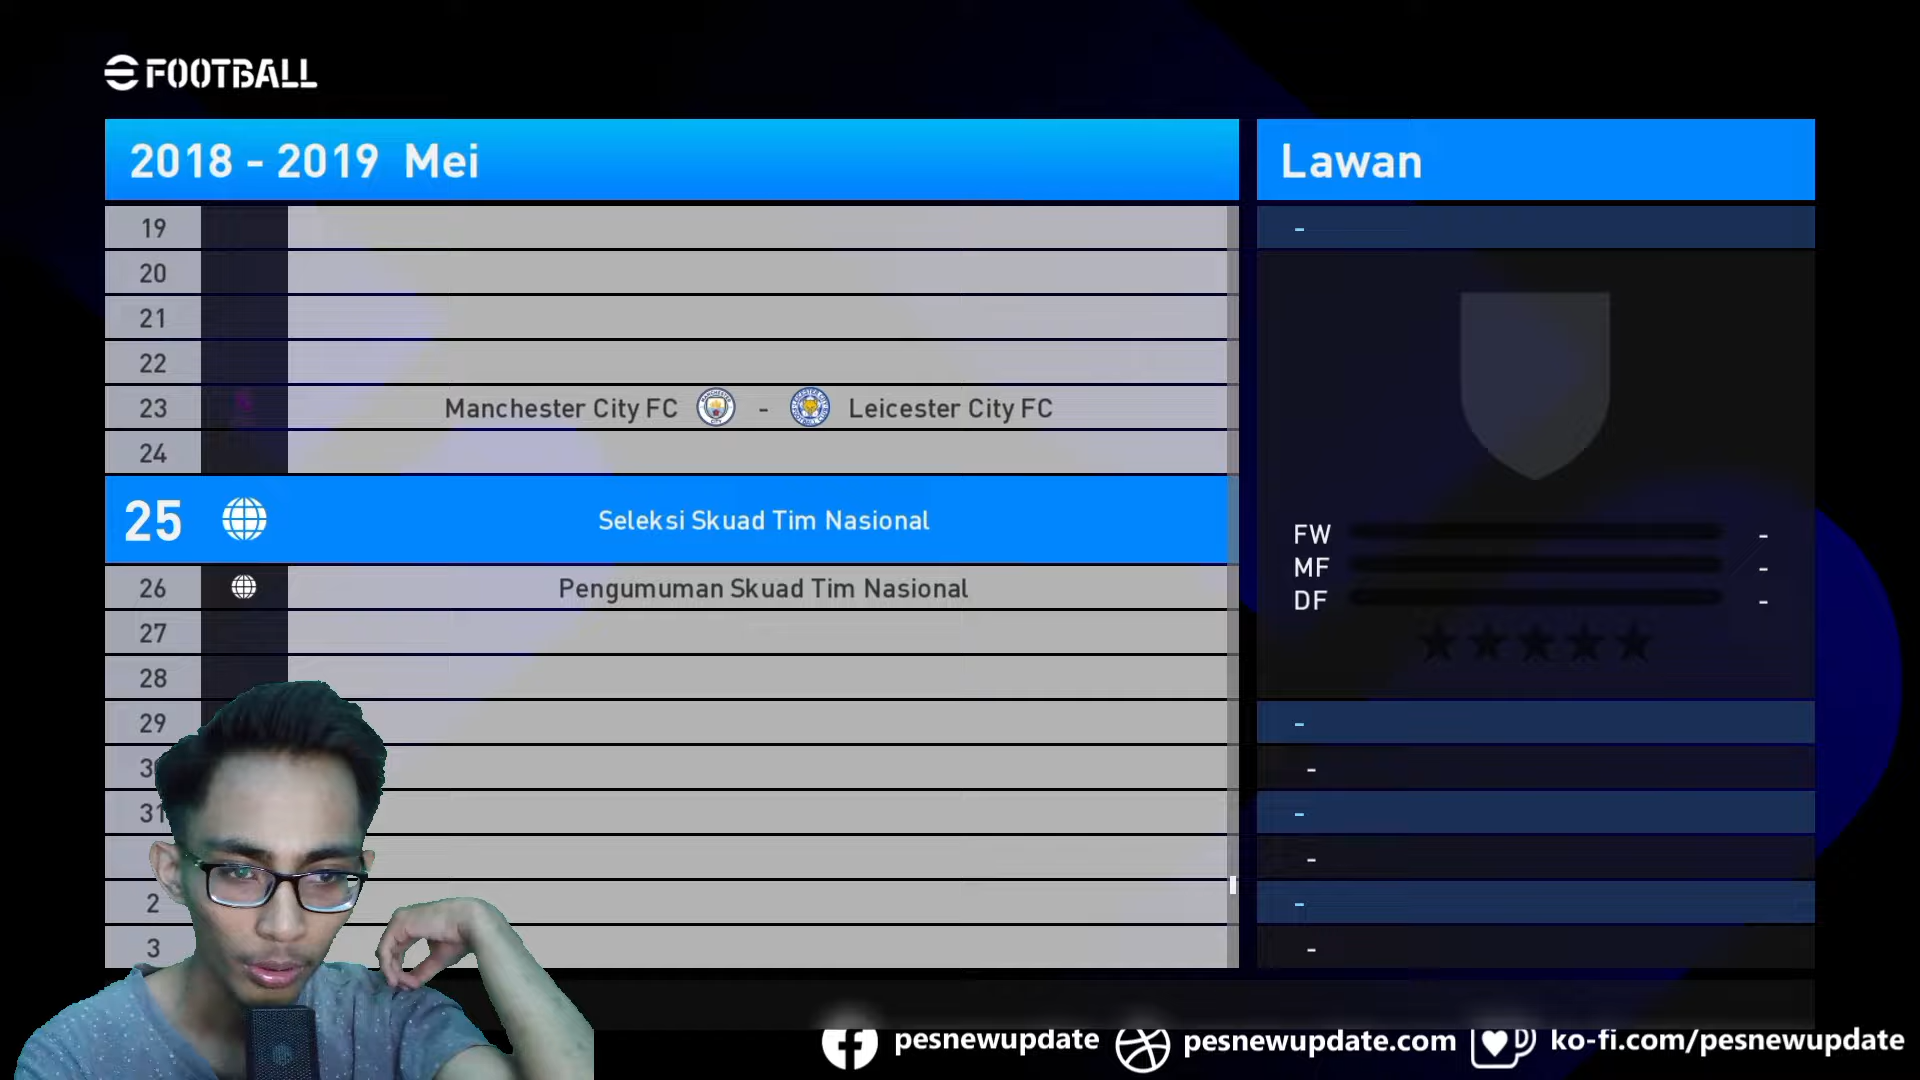 FOOTBALL
2018 - 2019 Mei
Lawan
19
-
20
21
22
23 Manchester City FC - Leicester City FC
24
25 Seleksi Skuad Tim Nasional
FW -
MF -
DF -
26 Pengumuman Skuad Tim Nasional
27
28
29
-
-
31
-
-
2
-
3
-
pesnewupdate pesnewupdate.com ko-fi.com/pesnewupdate